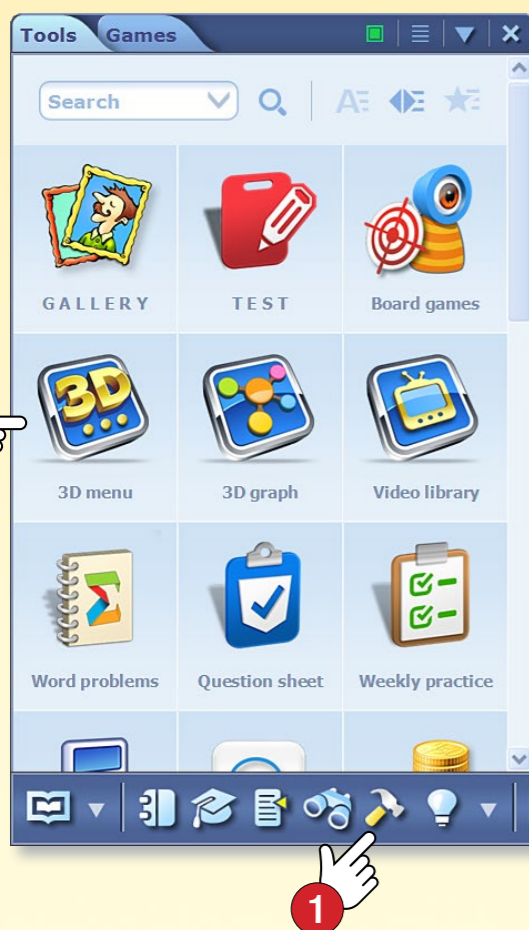 Tools Games
Search
A
GALLERY TEST Board games
3D
3D menu 3D graph Video library
Σ
Word problems Question sheet Weekly practice
1